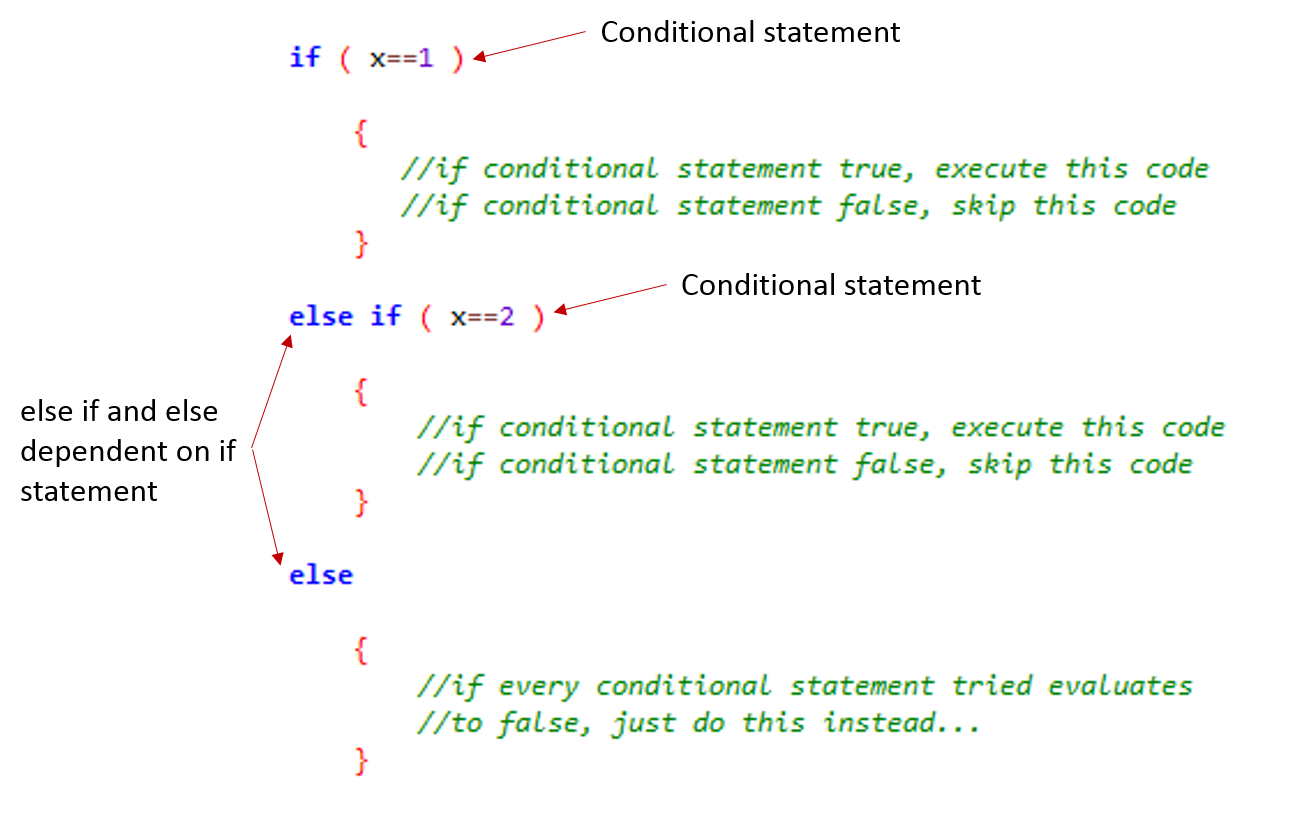 Conditional statement
if ( x==1 )
{
//if conditional statement true, execute this code
//if conditional statement false, skip this code
}
Conditional statement
else if ( x==2 )
{
else if and else
dependent on if
statement
//if conditional statement true, execute this code
//if conditional statement false, skip this code
}
else
{
//if every conditional statement tried evaluates
//to false, just do this instead...
}